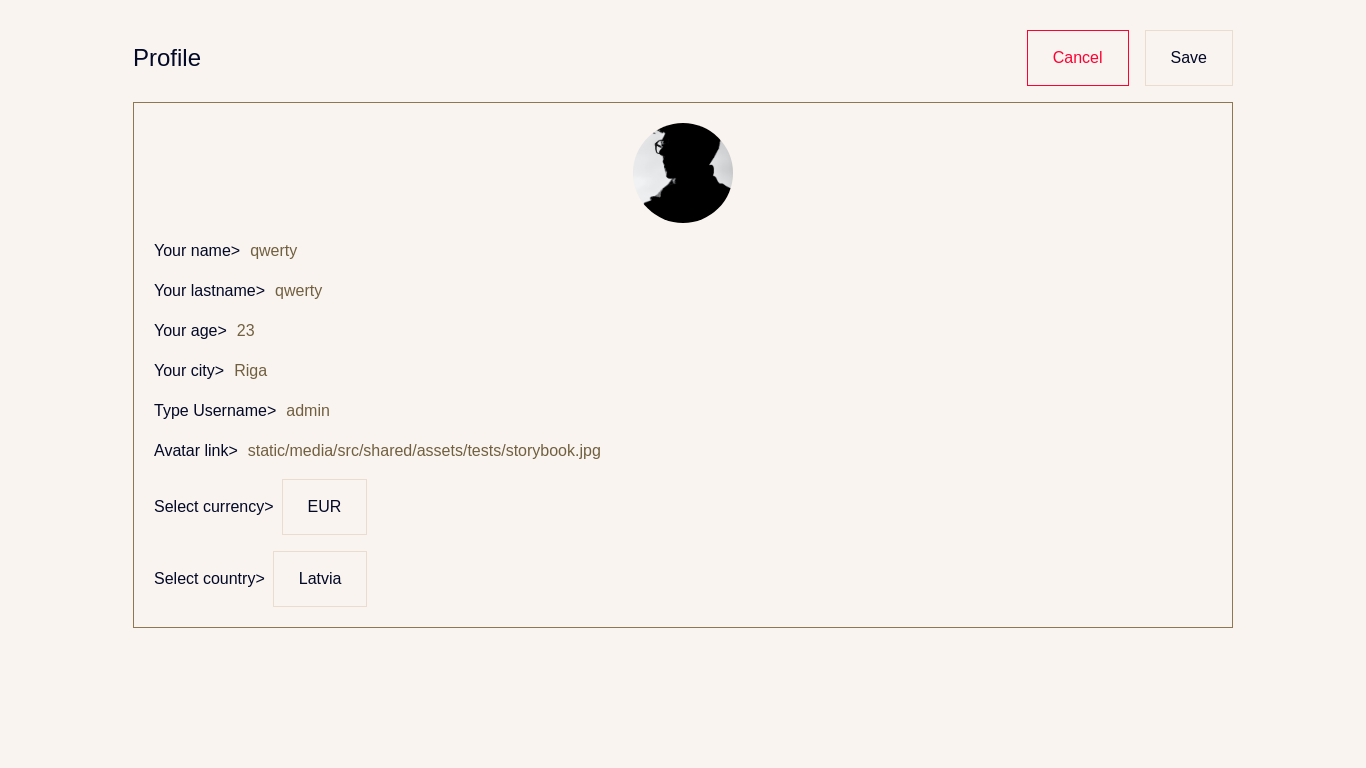 Profile
Cancel
Save
Your name> qwerty
Your lastname> qwerty
Your age> 23
Your city> Riga
Type Username> admin
Avatar link> static/media/src/shared/assets/tests/storybook.jpg
Select currency> EUR
Select country> Latvia